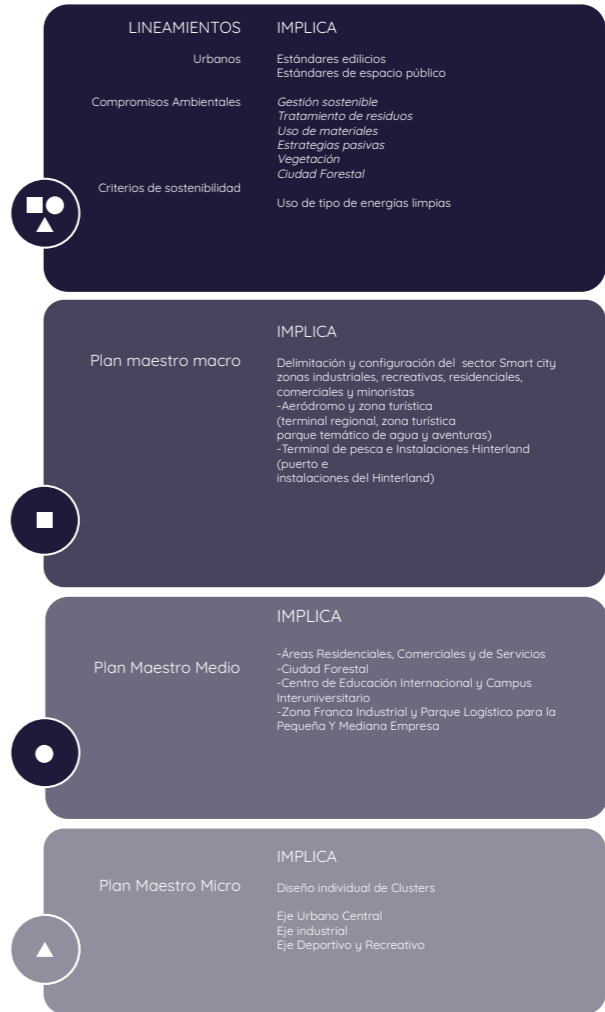 LINEAMIENTOS IMPLICA
Urbanos Estándares edilicios
Estándares de espacio público
Compromisos Ambientales Gestión sostenible
Tratamiento de residuos
Uso de materiales
Estrategias pasivas
Vegetación
Ciudad Forestal
Criterios de sostenibilidad
Uso de tipo de energías limpias
IMPLICA
Plan maestro macro Delimitación y configuración del sector Smart city
zonas industriales, recreativas, residenciales,
comerciales y minoristas
-Aeródromo y zona turística
(terminal regional, zona turística
parque temático de agua y aventuras)
-Terminal de pesca e Instalaciones Hinterland
(puerto e
instalaciones del Hinterland)
IMPLICA
-Áreas Residenciales, Comerciales y de Servicios
Plan Maestro Medio -Ciudad Forestal
-Centro de Educación Internacional y Campus
Interuniversitario
-Zona Franca Industrial y Parque Logístico para la
Pequeña Y Mediana Empresa
IMPLICA
Plan Maestro Micro Diseño individual de Clusters
Eje Urbano Central
Eje industrial
Eje Deportivo y Recreativo